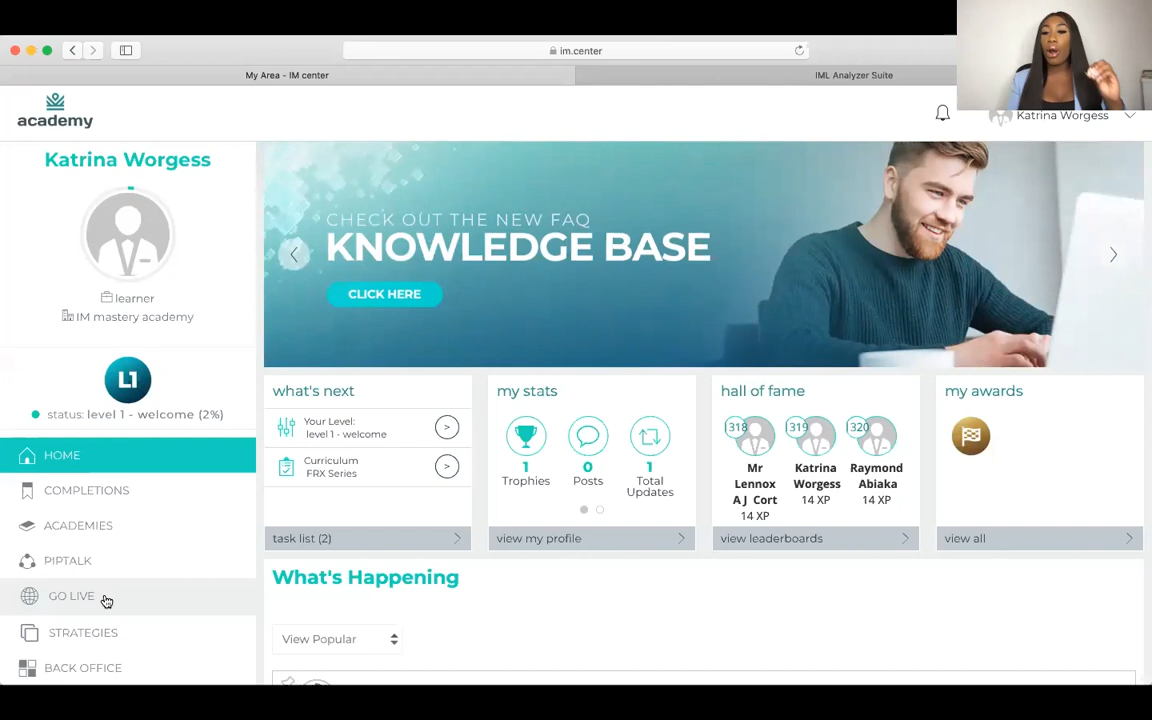 im.center
My Area - IM center
IML Analyzer Suite
academy
Katrina Worgess
Katrina Worgess
learner
IM mastery academy
L1
status: level 1 - welcome (2%)
HOME
COMPLETIONS
ACADEMIES
PIPTALK
GO LIVE
STRATEGIES
BACK OFFICE
CHECK OUT THE NEW FAQ
KNOWLEDGE BASE
CLICK HERE
what's next
Your Level:
level 1 - welcome
>
Curriculum
FRX Series
>
task list (2)
my stats
1
Trophies
0
Posts
1
Total
Updates
view my profile
hall of fame
318
Mr
Lennox
A J Cort
14 XP
319
Katrina
Worgess
14 XP
320
Raymond
Abiaka
14 XP
view leaderboards
my awards
view all
What's Happening
View Popular